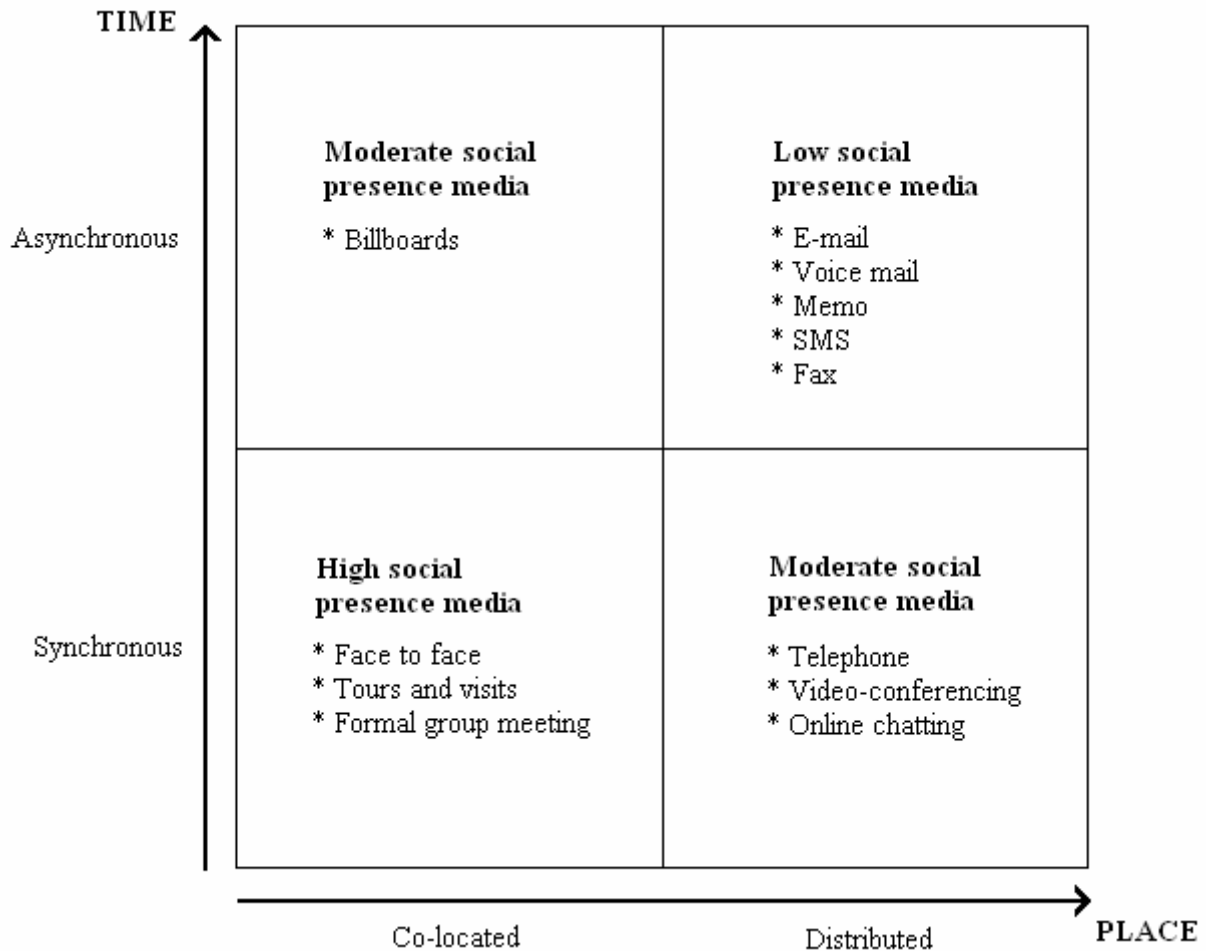 TIME
Moderate social
presence media
* Billboards
Low social
presence media
* E-mail
* Voice mail
* Memo
* SMS
* Fax
Asynchronous
High social
presence media
* Face to face
* Tours and visits
* Formal group meeting
Moderate social
presence media
* Telephone
* Video-conferencing
* Online chatting
Synchronous
Co-located
Distributed
PLACE